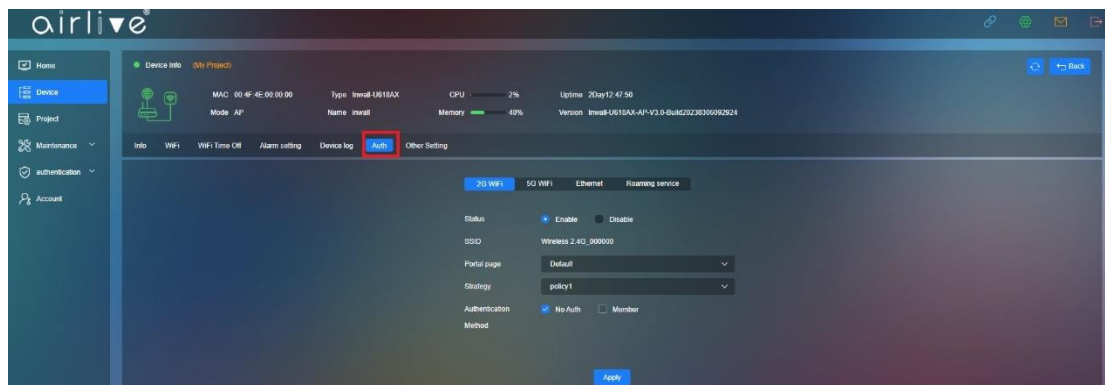 airlive®
Home
Device
Project
Maintenance
authentication
Account
Device Info (My Project)
Back
MAC 00:4F:4E:00:00:00 Type Inwall-U618AX CPU 2% Uptime 2Day12:47:50
Mode AP Name inwall Memory 40% Version Inwall-U618AX-AP-V3.0-Build20230306092924
Info WiFi WiFi Time Off Alarm setting Device log Auth Other Setting
2G WiFi 5G WiFi Ethernet Roaming service
Status Enable Disable
SSID Wireless 2.4G_000000
Portal page Default
Strategy policy1
Authentication Method No Auth Member
Apply